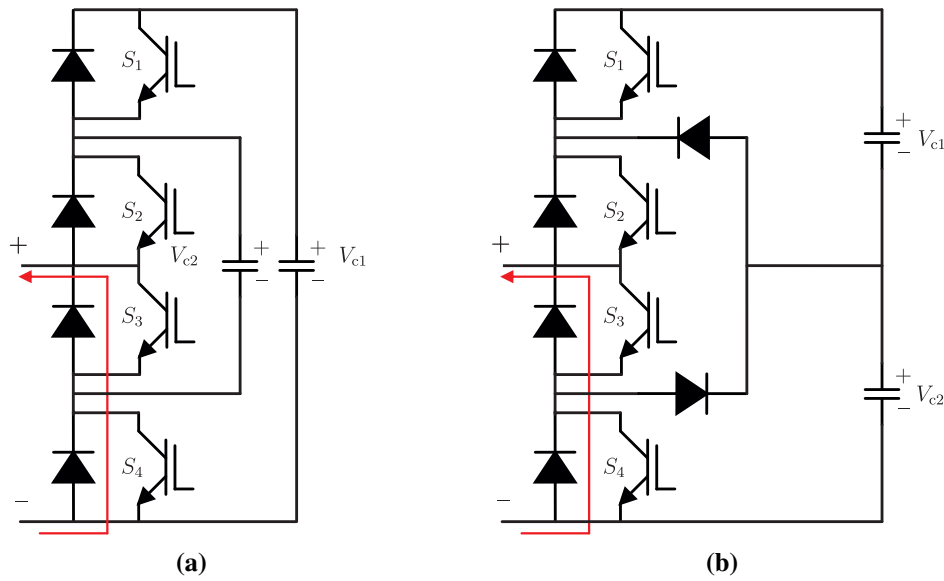 S1
S2
Vc2
+
−
+
−
Vc1
+
S3
S4
−
(a)
S1
+
−
Vc1
S2
+
S3
+
−
Vc2
S4
−
(b)